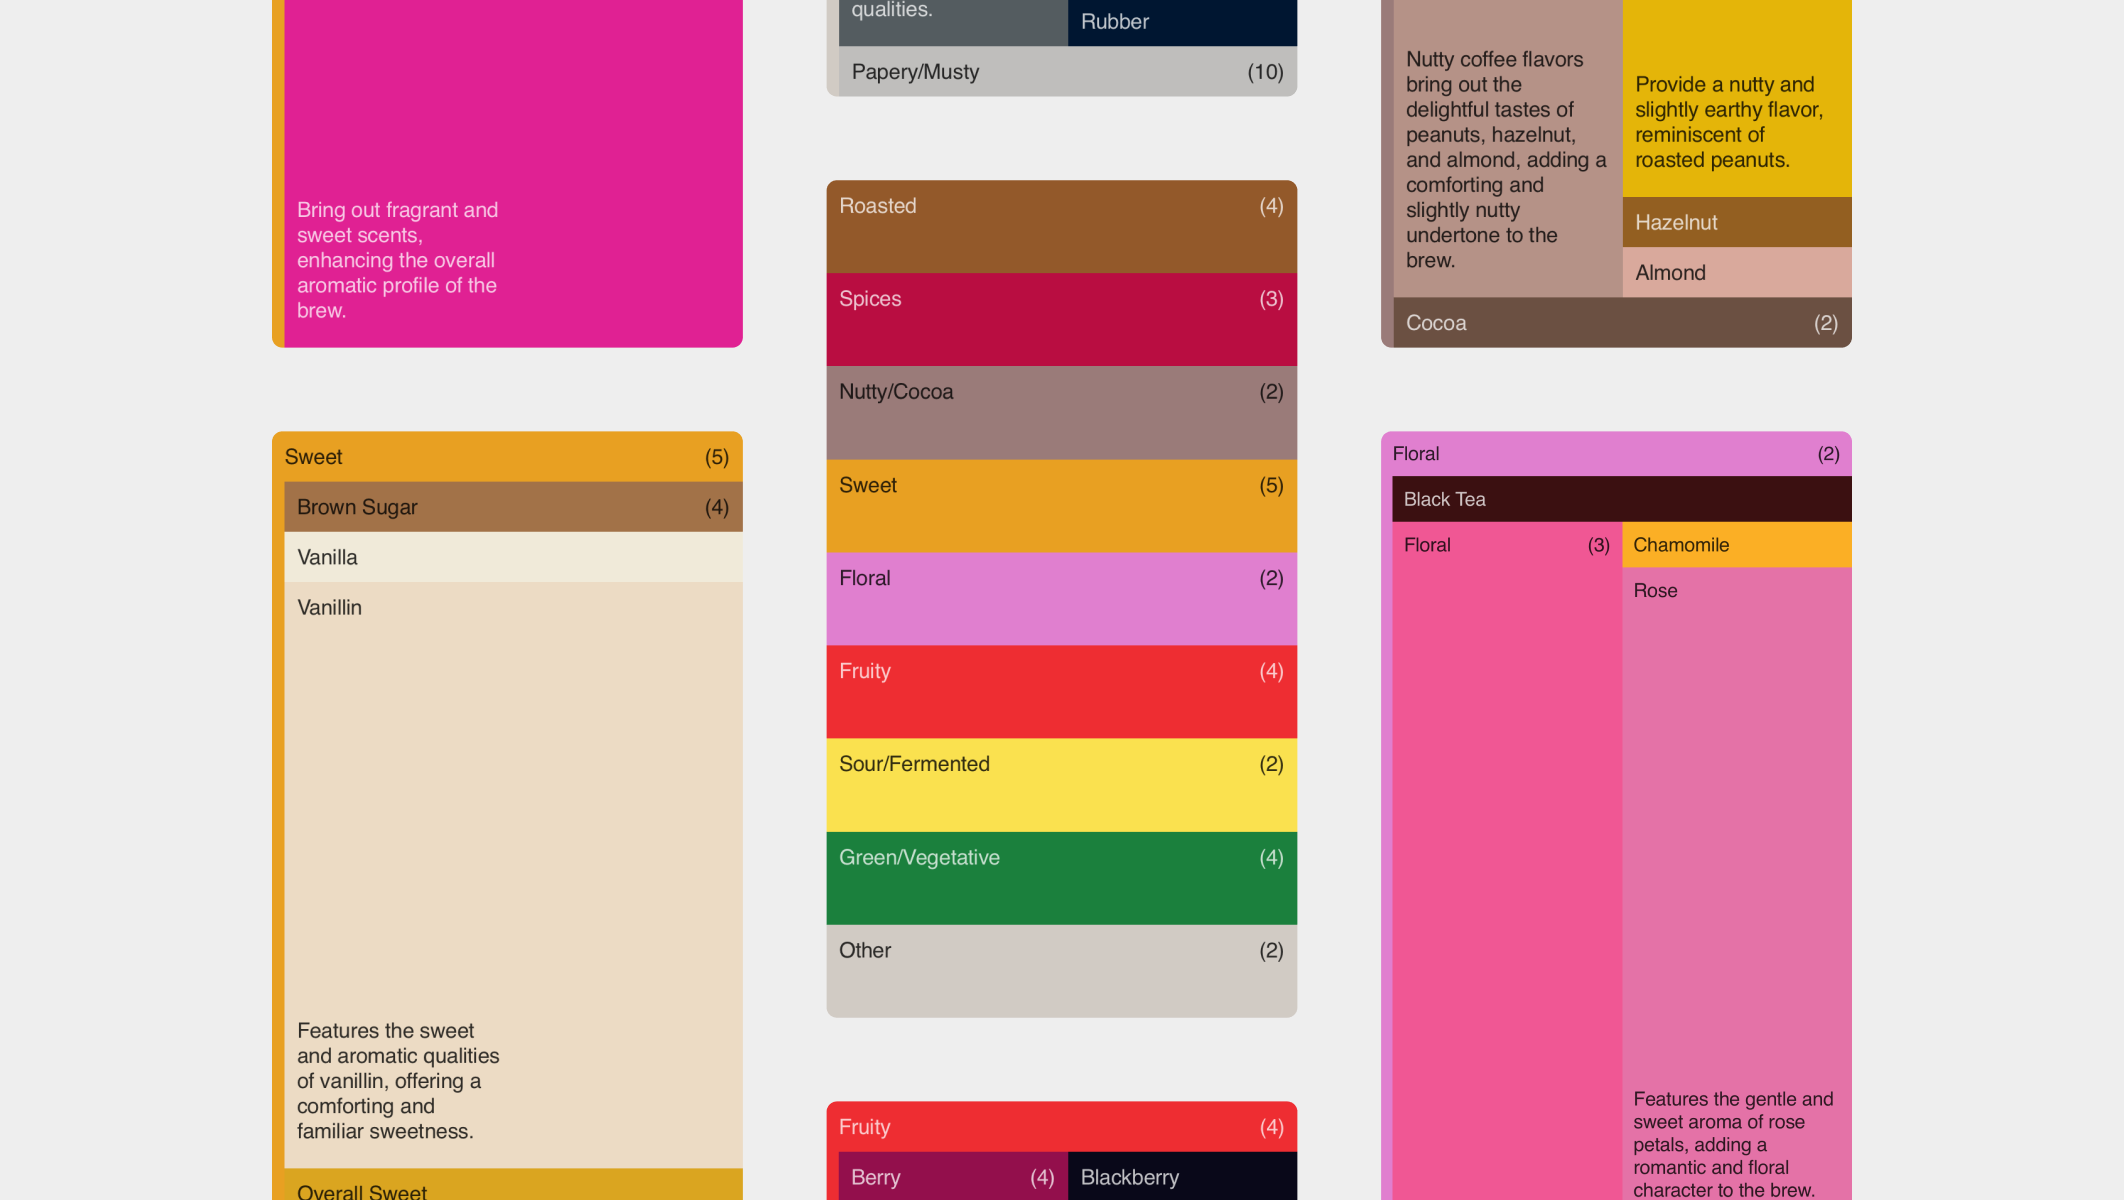 Bring out fragrant and
sweet scents,
enhancing the overall
aromatic profile of the
brew.
Sweet (5)
Brown Sugar (4)
Vanilla
Vanillin
Features the sweet
and aromatic qualities
of vanillin, offering a
comforting and
familiar sweetness.
Overall Sweet
qualities.
Rubber
Papery/Musty (10)
Roasted (4)
Spices (3)
Nutty/Cocoa (2)
Sweet (5)
Floral (2)
Fruity (4)
Sour/Fermented (2)
Green/Vegetative (4)
Other (2)
Fruity (4)
Berry (4)
Blackberry
Nutty coffee flavors
bring out the
delightful tastes of
peanuts, hazelnut,
and almond, adding a
comforting and
slightly nutty
undertone to the
brew.
Provide a nutty and
slightly earthy flavor,
reminiscent of
roasted peanuts.
Hazelnut
Almond
Cocoa (2)
Floral (2)
Black Tea
Floral (3)
Chamomile
Rose
Features the gentle and
sweet aroma of rose
petals, adding a
romantic and floral
character to the brew.